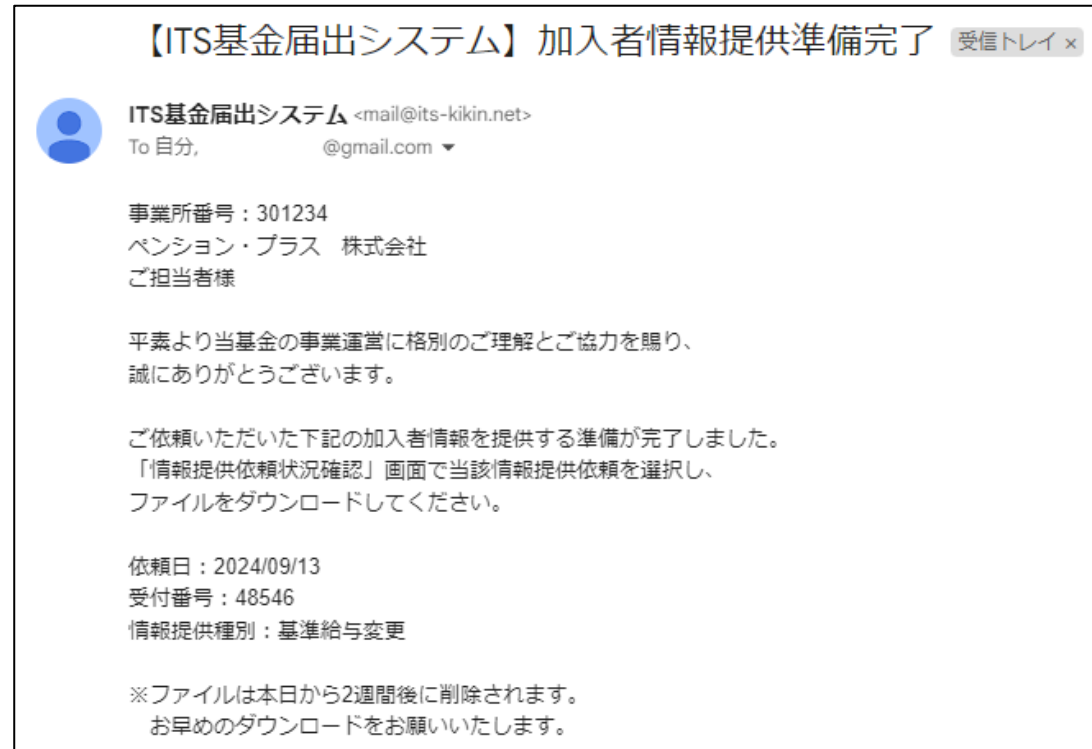 【ITS基金届出システム】加入者情報提供準備完了 受信トレイ ×
ITS基金届出システム <mail@its-kikin.net>
To 自分, @gmail.com
事業所番号：301234
ペンション・プラス　株式会社
ご担当者様
平素より当基金の事業運営に格別のご理解とご協力を賜り、
誠にありがとうございます。
ご依頼いただいた下記の加入者情報を提供する準備が完了しました。
「情報提供依頼状況確認」画面で当該情報提供依頼を選択し、
ファイルをダウンロードしてください。
依頼日：2024/09/13
受付番号：48546
情報提供種別：基準給与変更
※ファイルは本日から2週間後に削除されます。
お早めのダウンロードをお願いいたします。